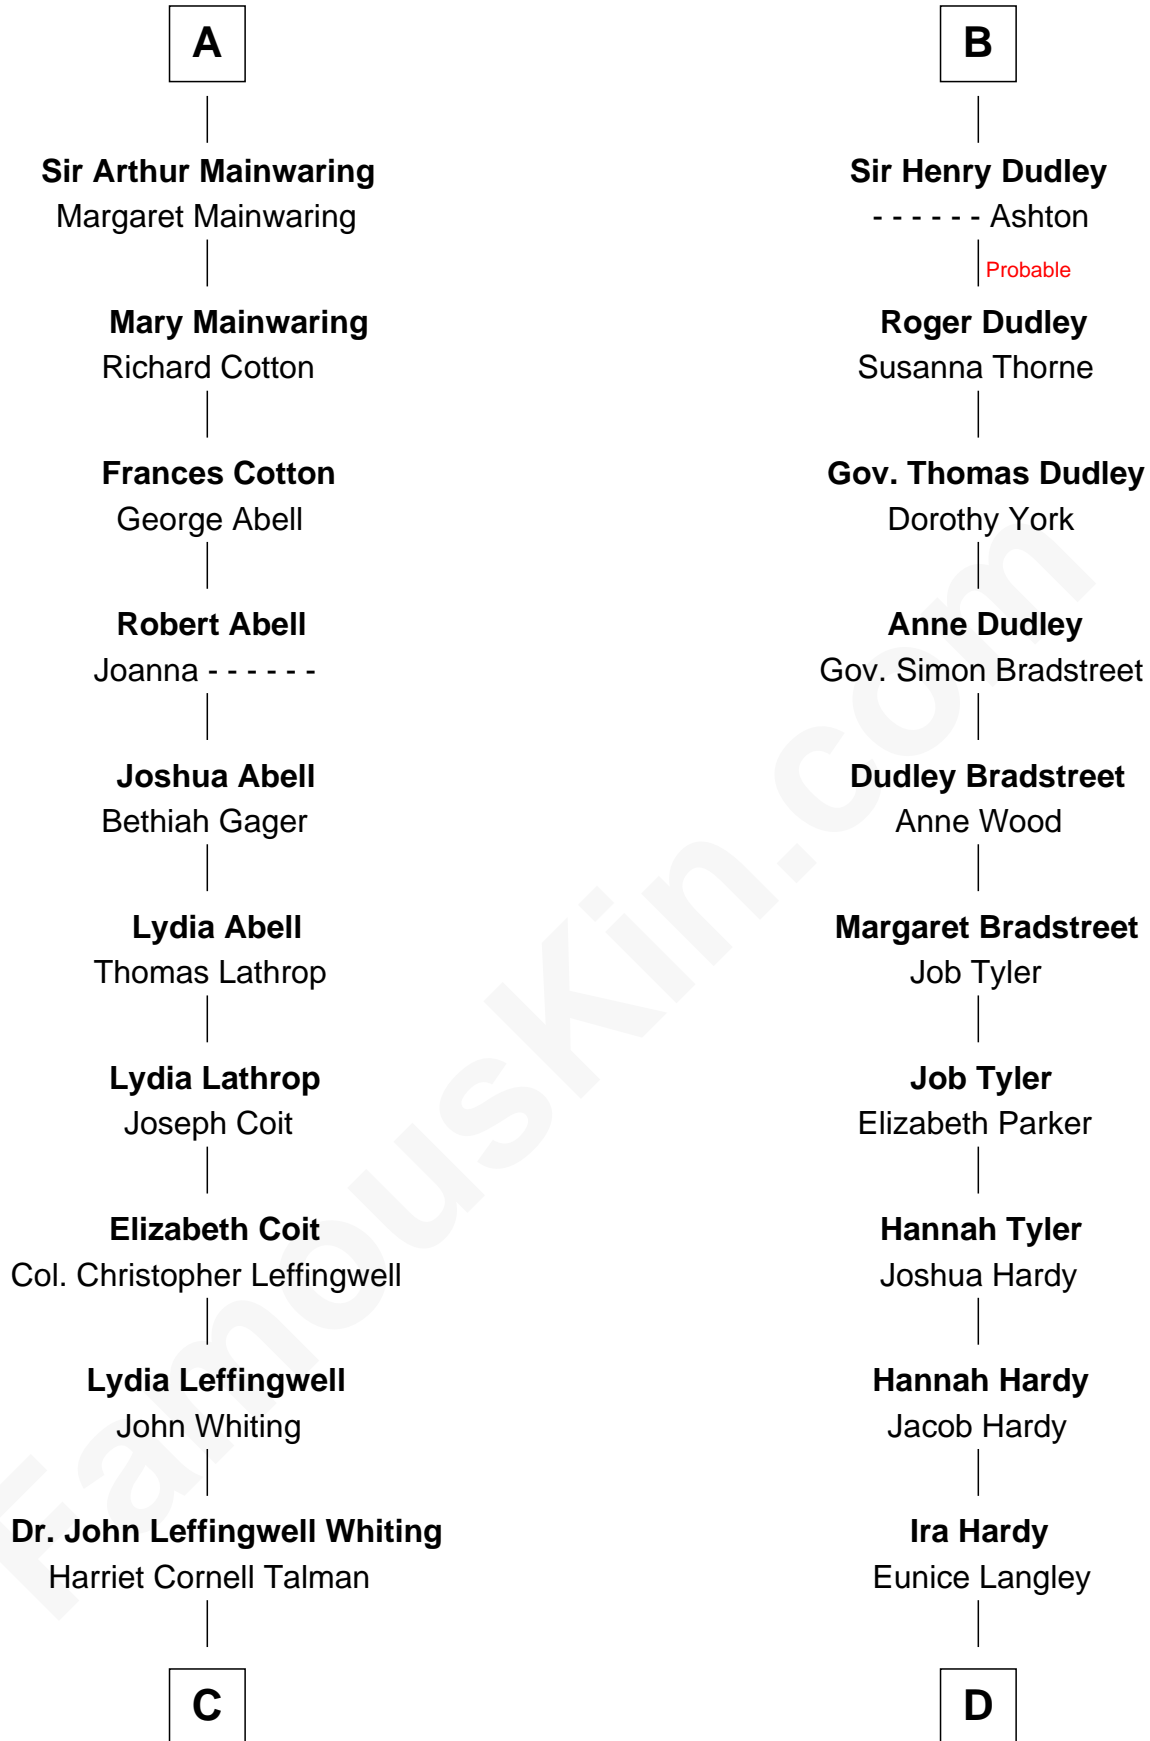 A
Sir Arthur Mainwaring
Margaret Mainwaring
Mary Mainwaring
Richard Cotton
Frances Cotton
George Abell
Robert Abell
Joanna - - - - - -
Joshua Abell
Bethiah Gager
Lydia Abell
Thomas Lathrop
Lydia Lathrop
Joseph Coit
Elizabeth Coit
Col. Christopher Leffingwell
Lydia Leffingwell
John Whiting
Dr. John Leffingwell Whiting
Harriet Cornell Talman
C
B
Sir Henry Dudley
- - - - - - Ashton
Probable
Roger Dudley
Susanna Thorne
Gov. Thomas Dudley
Dorothy York
Anne Dudley
Gov. Simon Bradstreet
Dudley Bradstreet
Anne Wood
Margaret Bradstreet
Job Tyler
Job Tyler
Elizabeth Parker
Hannah Tyler
Joshua Hardy
Hannah Hardy
Jacob Hardy
Ira Hardy
Eunice Langley
D
FamousKin.com